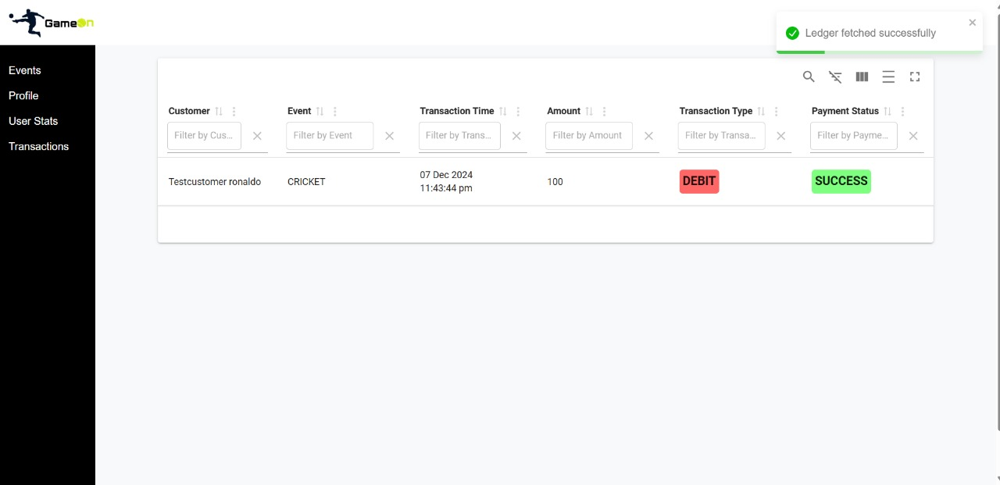 GameOn
Ledger fetched successfully
Events
Profile
User Stats
Transactions
Customer Event Transaction Time Amount Transaction Type Payment Status
Filter by Cus... Filter by Event Filter by Trans... Filter by Amount Filter by Transa... Filter by Payme...
Testcustomer ronaldo CRICKET 07 Dec 2024 100 DEBIT SUCCESS
11:43:44 pm